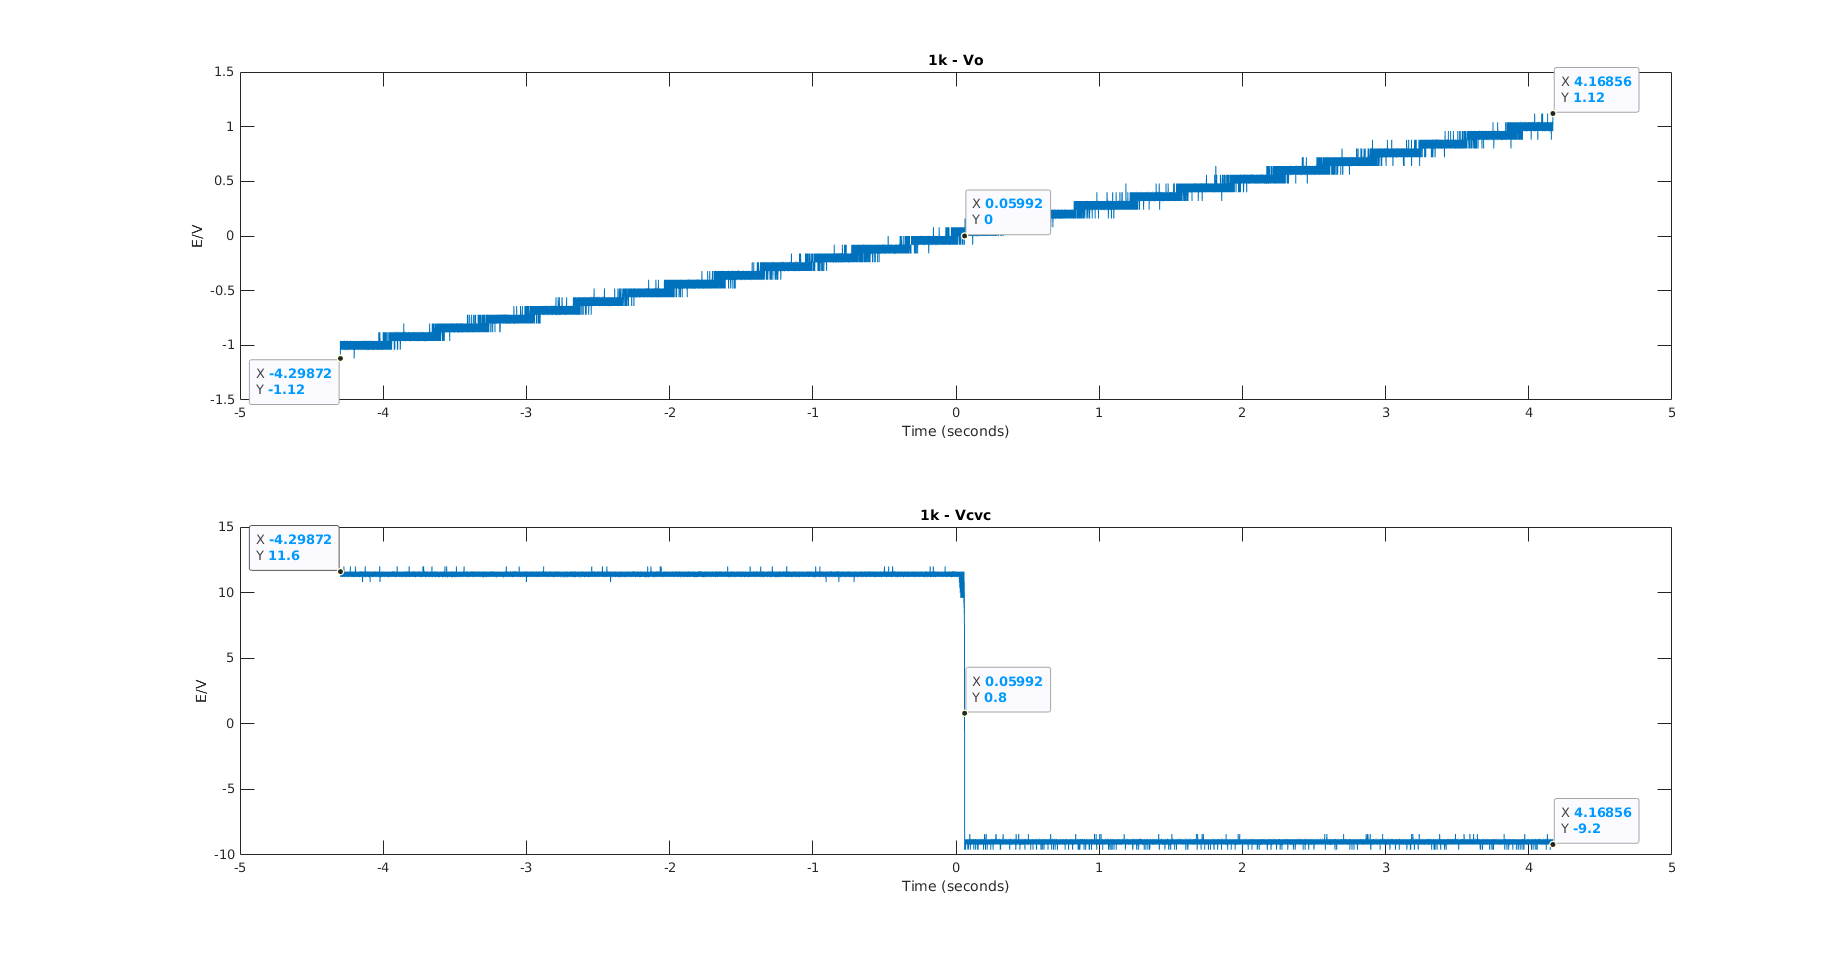 1k - Vo
1.5
X 4.16856
Y 1.12
1
0.5
X 0.05992
Y 0
0
E/V
-0.5
-1
X -4.29872
Y -1.12
-1.5
-5 -4 -3 -2 -1 0 1 2 3 4 5
Time (seconds)
1k - Vcvc
15
X -4.29872
Y 11.6
10
5
X 0.05992
Y 0.8
E/V
0
-5
X 4.16856
Y -9.2
-10
-5 -4 -3 -2 -1 0 1 2 3 4 5
Time (seconds)